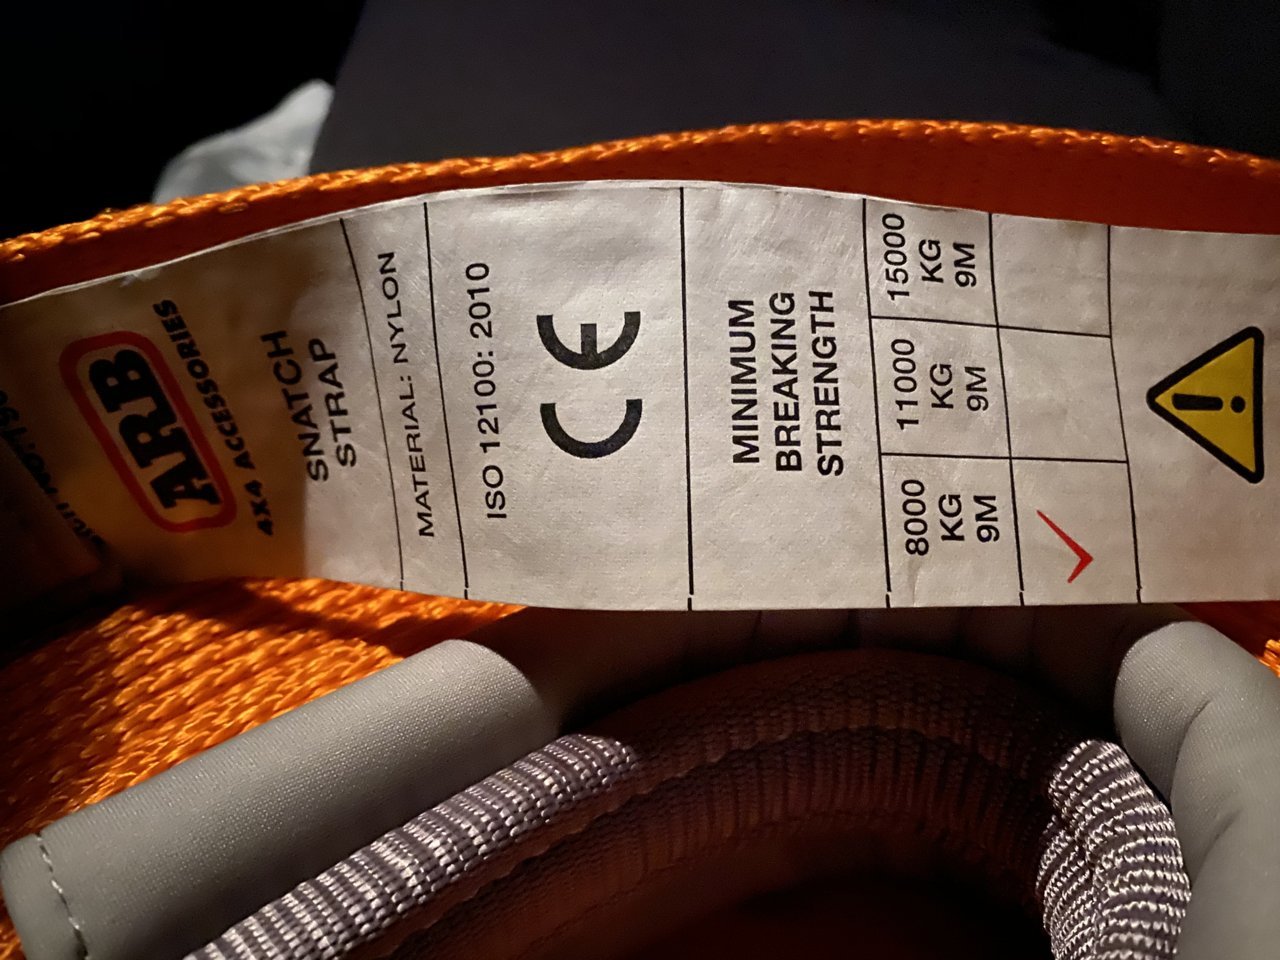 ARB
4X4 ACCESSORIES
SNATCH
STRAP
MATERIAL: NYLON
ISO 12100: 2010
CE
MINIMUM
BREAKING
STRENGTH
8000
KG
9M
11000
KG
9M
15000
KG
9M
!